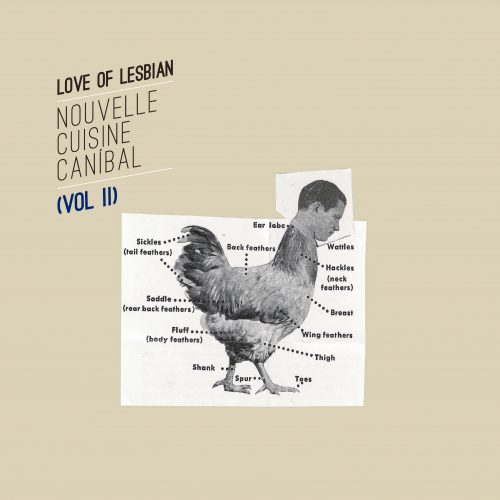 LOVE OF LESBIAN
NOUVELLE
CUISINE
CANÍBAL
(VOL II)
Ear lobe
Sickles
(tail feathers)
Back feathers
Wattles
Hackles
(neck
feathers)
Saddle
(rear back feathers)
Breast
Fluff
(body feathers)
Wing feathers
Thigh
Shank
Spur
Toes